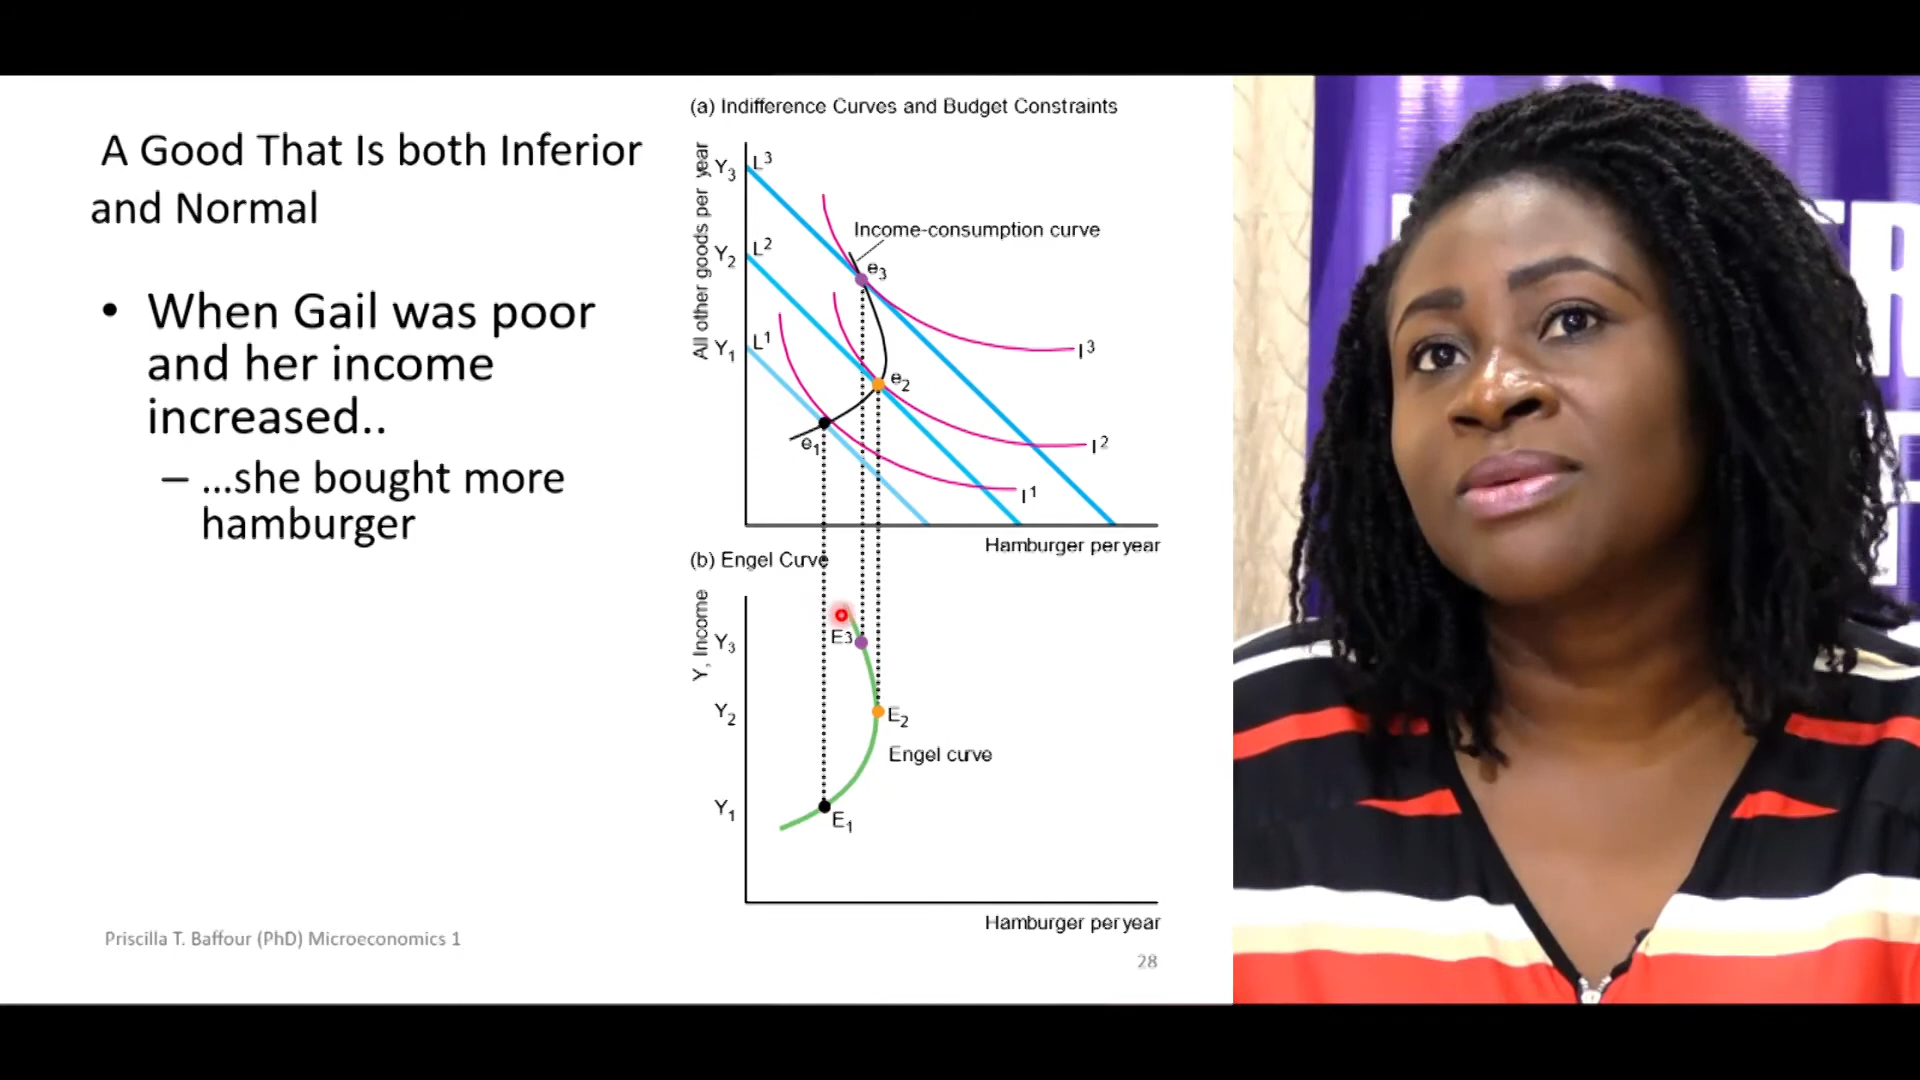 A Good That Is both Inferior
and Normal
• When Gail was poor
and her income
increased..
– …she bought more
hamburger
Priscilla T. Baffour (PhD) Microeconomics 1
(a) Indifference Curves and Budget Constraints
All other goods per year
Y3
L3
Y2
L2
Y1
L1
Income-consumption curve
e3
e2
e1
I3
I2
I1
Hamburger per year
(b) Engel Curve
Y, Income
Y3
Y2
Y1
E3
E2
Engel curve
E1
Hamburger per year
28